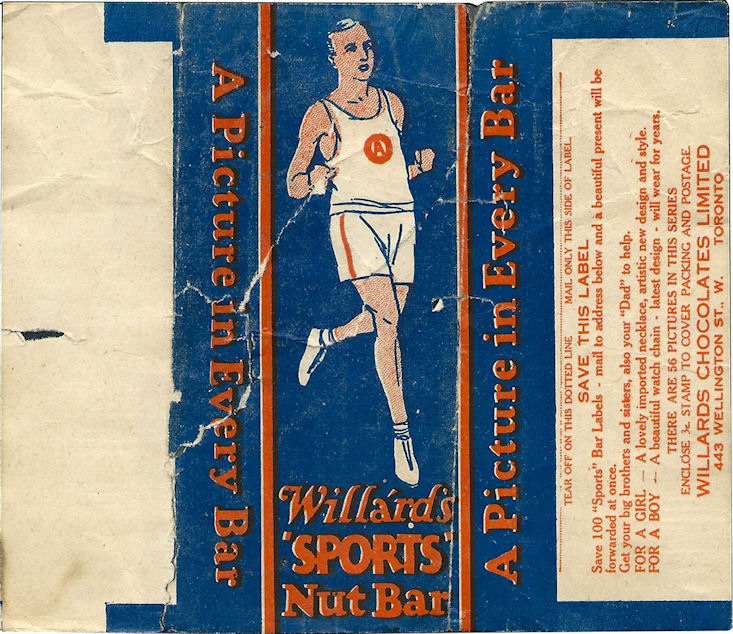 A Picture in Every Bar
A
Willard's
"SPORTS"
Nut Bar
A Picture in Every Bar
TEAR OFF ON THIS DOTTED LINE MAIL ONLY THIS SIDE OF LABEL
SAVE THIS LABEL
Save 100 "Sports" Bar Labels - mail to address below and a beautiful present will be
forwarded at once.
Get your big brothers and sisters, also your "Dad" to help.
FOR A GIRL — A lovely imported necklace, artistic new design and style.
FOR A BOY — A beautiful watch chain - latest design - will wear for years.
THERE ARE 56 PICTURES IN THIS SERIES
ENCLOSE 3c. STAMP TO COVER PACKING AND POSTAGE.
WILLARDS CHOCOLATES LIMITED
443 WELLINGTON ST., W. TORONTO